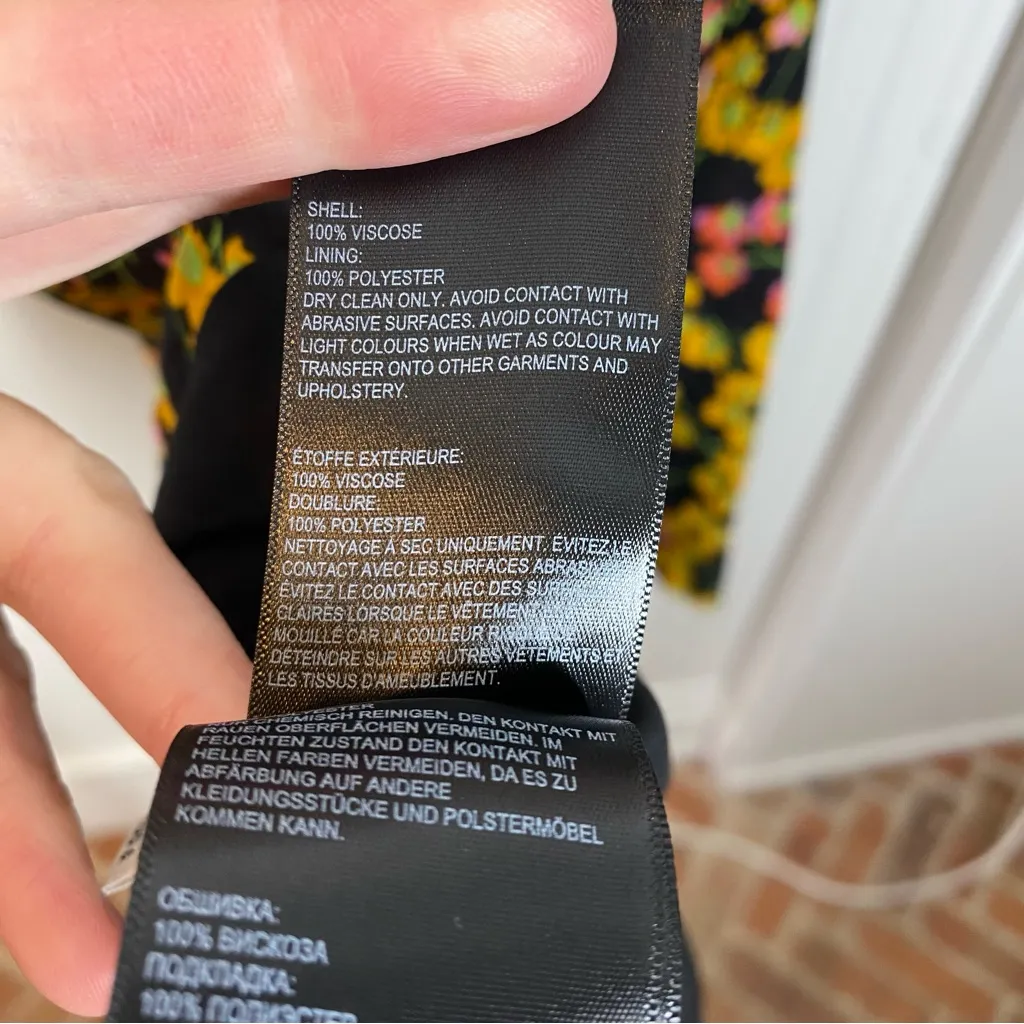 SHELL:
100% VISCOSE
LINING:
100% POLYESTER
DRY CLEAN ONLY. AVOID CONTACT WITH
ABRASIVE SURFACES. AVOID CONTACT WITH
LIGHT COLOURS WHEN WET AS COLOUR MAY
TRANSFER ONTO OTHER GARMENTS AND
UPHOLSTERY.
ÉTOFFE EXTÉRIEURE:
100% VISCOSE
DOUBLURE:
100% POLYESTER
NETTOYAGE À SEC UNIQUEMENT. ÉVITEZ LE
CONTACT AVEC LES SURFACES
ÉVITEZ LE CONTACT AVEC DES
CLAIRES LORSQUE LE VÊTEMENT
MOUILLÉ CAR LA COULEUR
DÉTEINDRE SUR LES AUTRES VÊTEMENTS ET
LES TISSUS D'AMEUBLEMENT.
REINIGEN. DEN KONTAKT MIT
RAUEN OBERFLÄCHEN VERMEIDEN. IM
FEUCHTEN ZUSTAND DEN KONTAKT MIT
HELLEN FARBEN VERMEIDEN, DA ES ZU
ABFÄRBUNG AUF ANDERE
KLEIDUNGSSTÜCKE UND POLSTERMÖBEL
KOMMEN KANN.
ОБШИВКА:
100% ВИСКОЗА
ПОДКЛАДКА:
100% ПОЛИЭСТЕР